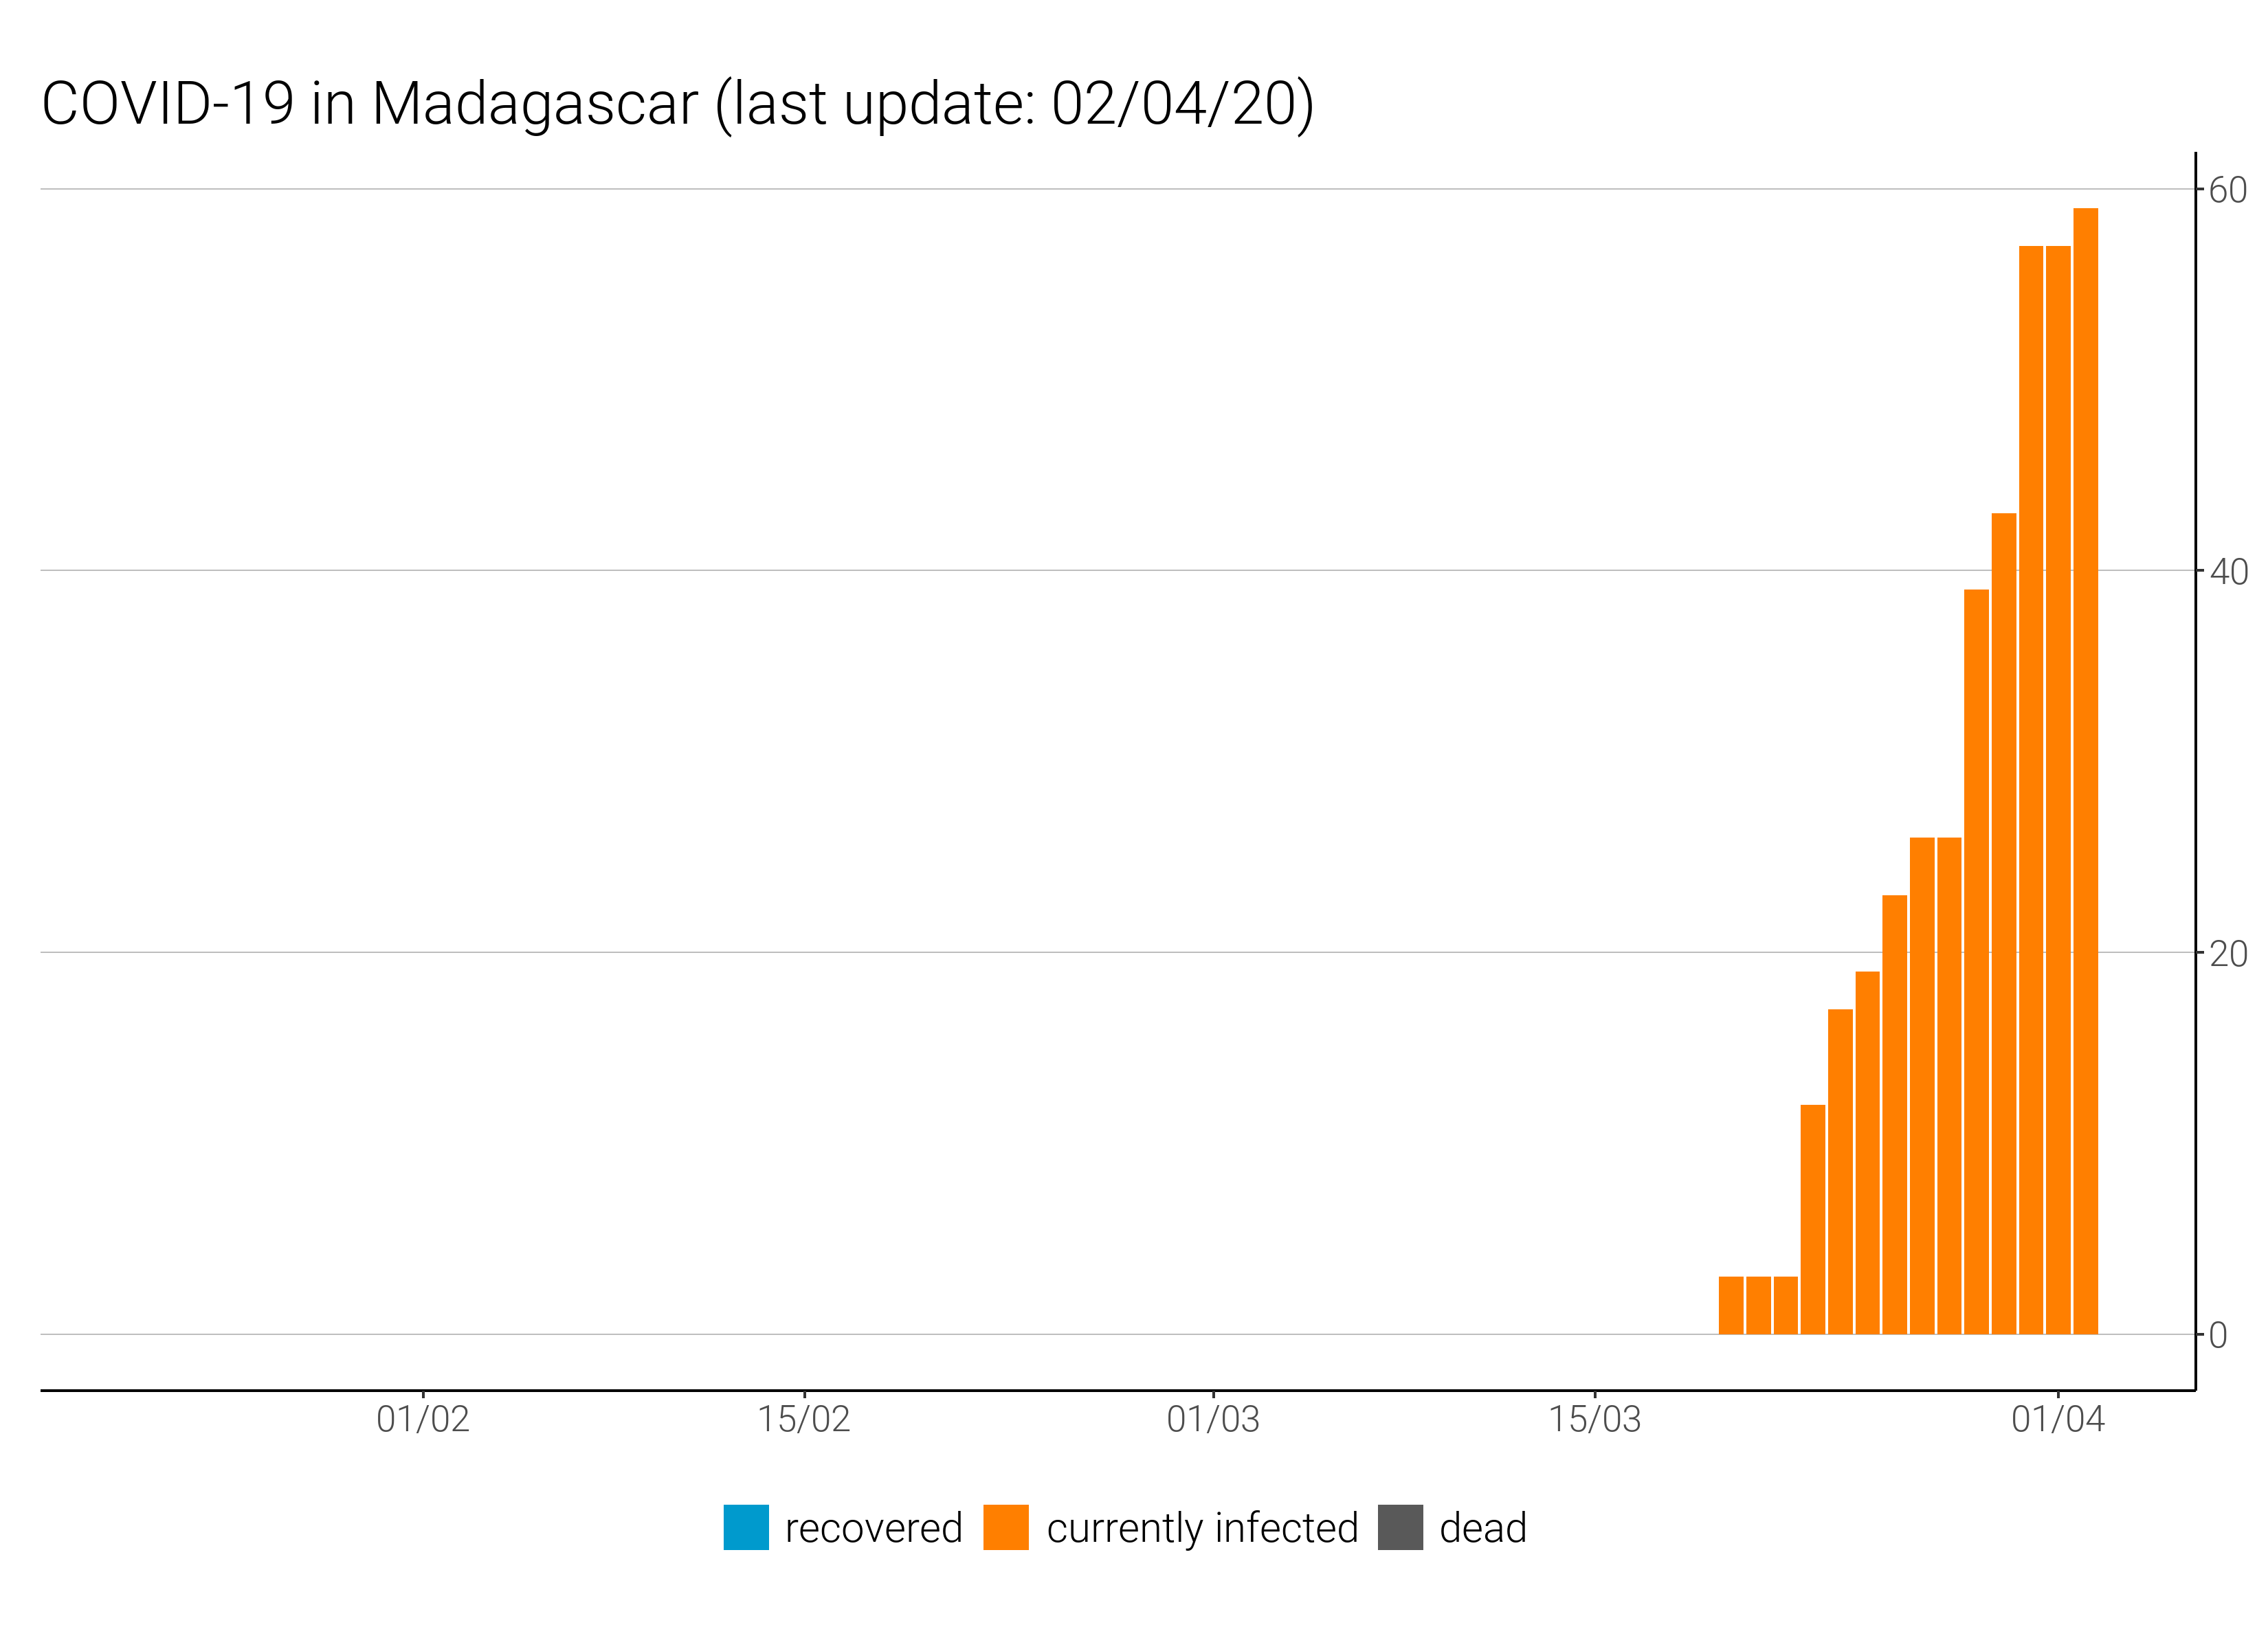 COVID-19 in Madagascar (last update: 02/04/20)
60
40
20
0
01/02 15/02 01/03 15/03 01/04
recovered currently infected dead